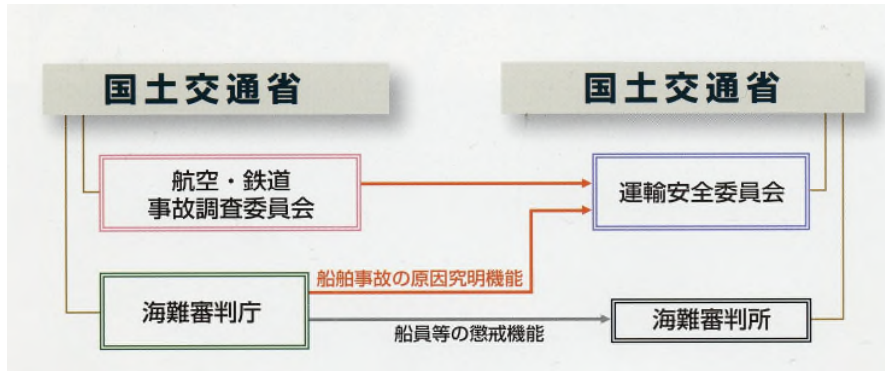 国土交通省
国土交通省
航空・鉄道
事故調査委員会
運輸安全委員会
船舶事故の原因究明機能
海難審判庁
海難審判所
船員等の懲戒機能